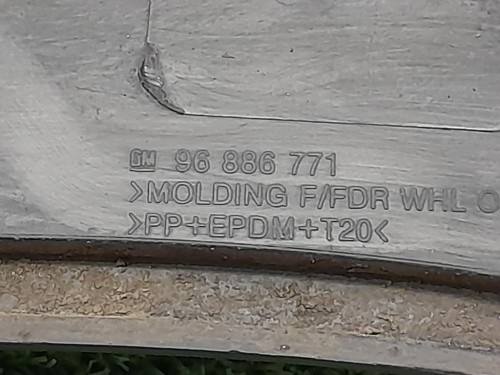 GM 96 886 771
>MOLDING F/FDR WHL O
>PP+EPDM+T20<